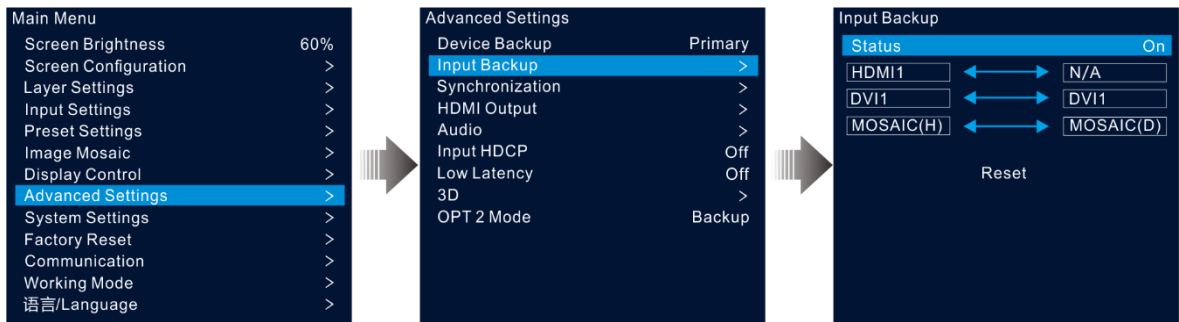 Main Menu
Screen Brightness 60%
Screen Configuration >
Layer Settings >
Input Settings >
Preset Settings >
Image Mosaic >
Display Control >
Advanced Settings >
System Settings >
Factory Reset >
Communication >
Working Mode >
语言/Language >
Advanced Settings
Device Backup Primary
Input Backup >
Synchronization >
HDMI Output >
Audio >
Input HDCP Off
Low Latency Off
3D >
OPT 2 Mode Backup
Input Backup
Status On
HDMI1 N/A
DVI1 DVI1
MOSAIC(H) MOSAIC(D)
Reset